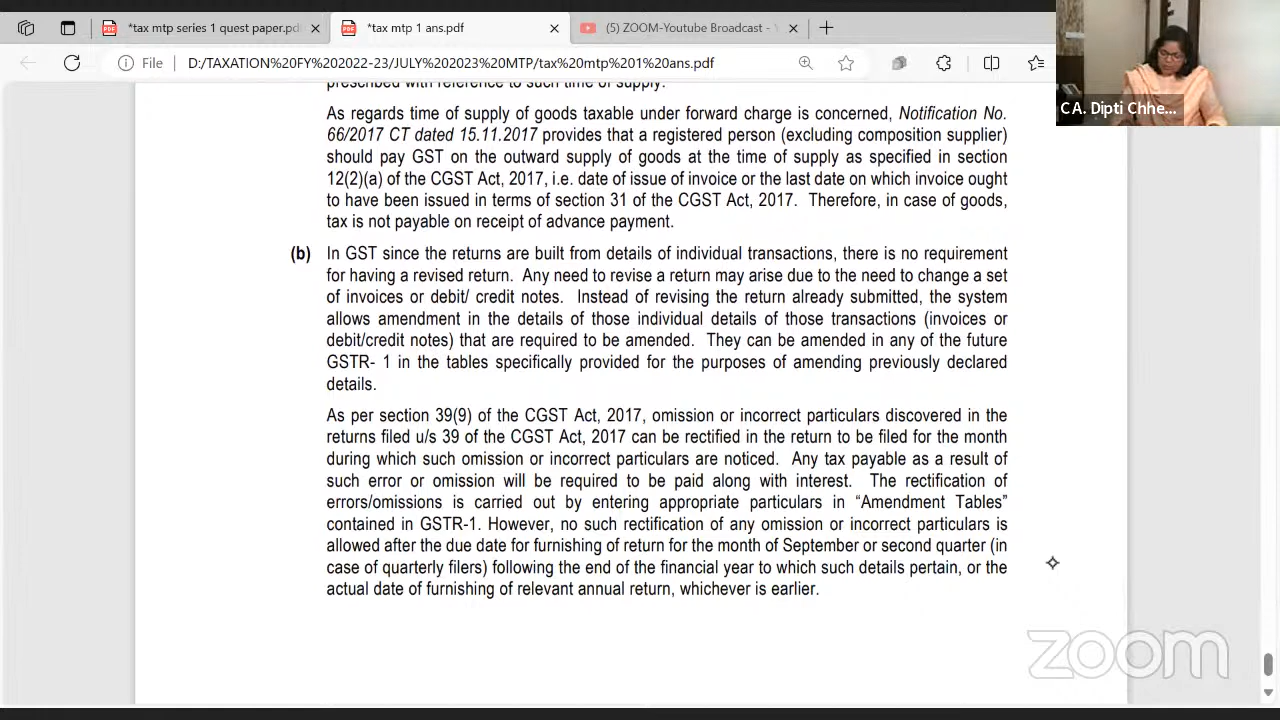 *tax mtp series 1 quest paper.pdf
*tax mtp 1 ans.pdf
(5) ZOOM-Youtube Broadcast -
File
D:/TAXATION%20FY%202022-23/JULY%202023%20MTP/tax%20mtp%201%20ans.pdf
C A. Dipti Chhe...
prescribed with reference to such time of supply.
As regards time of supply of goods taxable under forward charge is concerned, Notification No.
66/2017 CT dated 15.11.2017 provides that a registered person (excluding composition supplier)
should pay GST on the outward supply of goods at the time of supply as specified in section
12(2)(a) of the CGST Act, 2017, i.e. date of issue of invoice or the last date on which invoice ought
to have been issued in terms of section 31 of the CGST Act, 2017. Therefore, in case of goods,
tax is not payable on receipt of advance payment.
(b) In GST since the returns are built from details of individual transactions, there is no requirement
for having a revised return. Any need to revise a return may arise due to the need to change a set
of invoices or debit/ credit notes. Instead of revising the return already submitted, the system
allows amendment in the details of those individual details of those transactions (invoices or
debit/credit notes) that are required to be amended. They can be amended in any of the future
GSTR- 1 in the tables specifically provided for the purposes of amending previously declared
details.
As per section 39(9) of the CGST Act, 2017, omission or incorrect particulars discovered in the
returns filed u/s 39 of the CGST Act, 2017 can be rectified in the return to be filed for the month
during which such omission or incorrect particulars are noticed. Any tax payable as a result of
such error or omission will be required to be paid along with interest. The rectification of
errors/omissions is carried out by entering appropriate particulars in “Amendment Tables”
contained in GSTR-1. However, no such rectification of any omission or incorrect particulars is
allowed after the due date for furnishing of return for the month of September or second quarter (in
case of quarterly filers) following the end of the financial year to which such details pertain, or the
actual date of furnishing of relevant annual return, whichever is earlier.
zoom